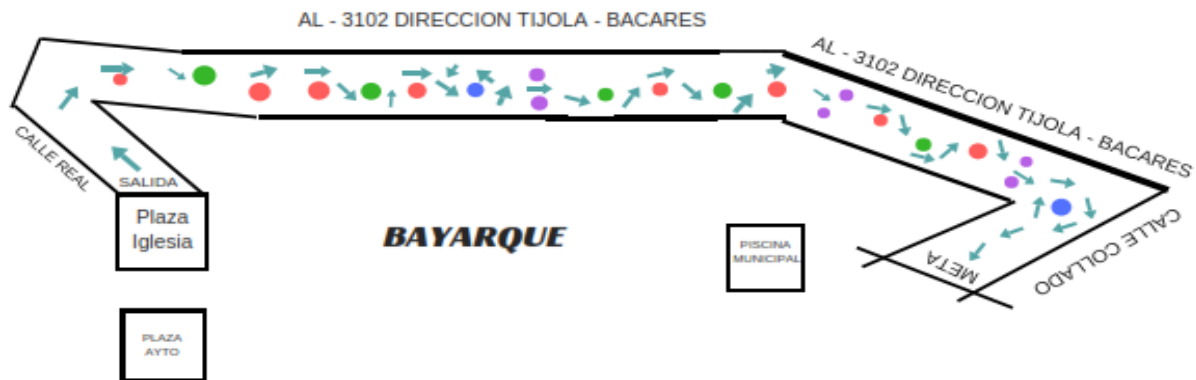 AL - 3102 DIRECCION TIJOLA - BACARES
AL - 3102 DIRECCION TIJOLA - BACARES
CALLE REAL
SALIDA
Plaza
Iglesia
BAYARQUE
PISCINA
MUNICIPAL
META
CALLE COLLADO
PLAZA
AYTO